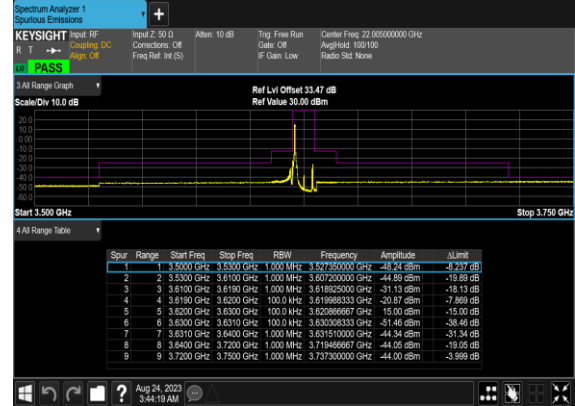 Spectrum Analyzer 1
Spurious Emissions
+
KEYSIGHT Input: RF Input Z: 50 Ω Atten: 10 dB Trig: Free Run Center Freq: 22.005000000 GHz
R T Coupling: DC Corrections: Off Gate: Off Avg|Hold: 100/100
Align: Off Freq Ref: Int (S) IF Gain: Low Radio Std: None
PASS
3 All Range Graph Ref Lvl Offset 33.47 dB
Scale/Div 10.0 dB Ref Value 30.00 dBm
20.0
10.0
0.00
-10.0
-20.0
-30.0
-40.0
-50.0
-60.0
Start 3.500 GHz Stop 3.750 GHz
4 All Range Table
Spur Range Start Freq Stop Freq RBW Frequency Amplitude ΔLimit
1 1 3.5000 GHz 3.5300 GHz 1.000 MHz 3.527350000 GHz -48.24 dBm -8.237 dB
2 2 3.5300 GHz 3.6100 GHz 1.000 MHz 3.607200000 GHz -44.89 dBm -19.89 dB
3 3 3.6100 GHz 3.6190 GHz 1.000 MHz 3.618925000 GHz -31.13 dBm -18.13 dB
4 4 3.6190 GHz 3.6200 GHz 100.0 kHz 3.619988333 GHz -20.87 dBm -7.869 dB
5 5 3.6200 GHz 3.6300 GHz 100.0 kHz 3.620866667 GHz 15.00 dBm -15.00 dB
6 6 3.6300 GHz 3.6310 GHz 100.0 kHz 3.630308333 GHz -51.46 dBm -38.46 dB
7 7 3.6310 GHz 3.6400 GHz 1.000 MHz 3.631510000 GHz -44.34 dBm -31.34 dB
8 8 3.6400 GHz 3.7200 GHz 1.000 MHz 3.719466667 GHz -44.05 dBm -19.05 dB
9 9 3.7200 GHz 3.7500 GHz 1.000 MHz 3.737300000 GHz -44.00 dBm -3.999 dB
? Aug 24, 2023
3:44:19 AM